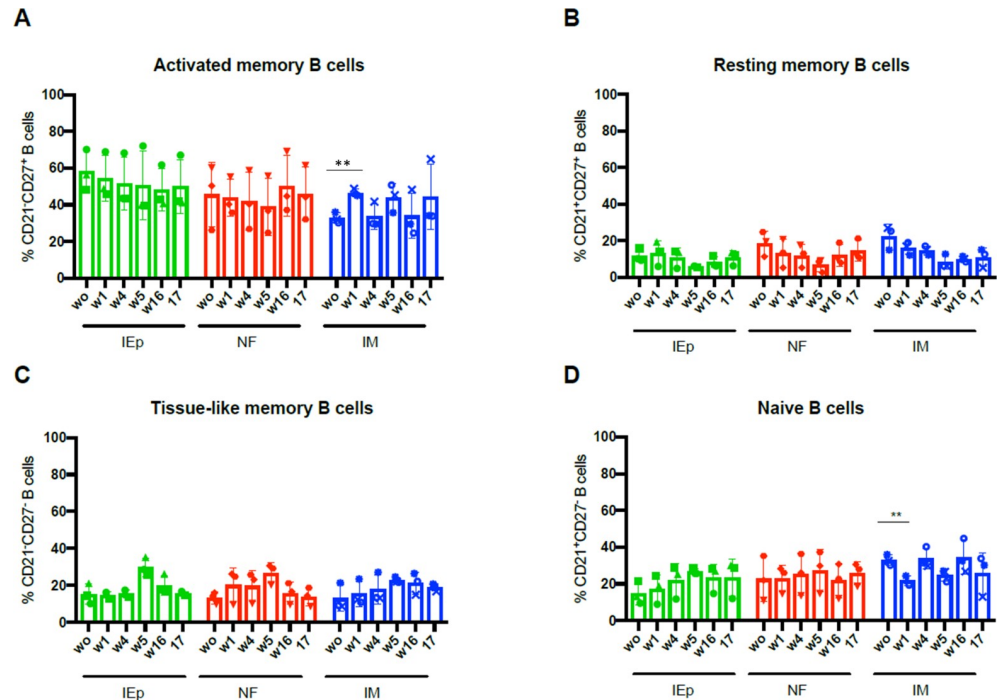 A
Activated memory B cells
% CD21⁻CD27⁺ B cells
100
80
60
40
20
0
**
wo w1 w4 w5 w16 17 wo w1 w4 w5 w16 17 wo w1 w4 w5 w16 17
IEp NF IM
B
Resting memory B cells
% CD21⁺CD27⁺ B cells
100
80
60
40
20
0
wo w1 w4 w5 w16 17 wo w1 w4 w5 w16 17 wo w1 w4 w5 w16 17
IEp NF IM
C
Tissue-like memory B cells
% CD21⁻CD27⁻ B cells
100
80
60
40
20
0
wo w1 w4 w5 w16 17 wo w1 w4 w5 w16 17 wo w1 w4 w5 w16 17
IEp NF IM
D
Naive B cells
% CD21⁺CD27⁻ B cells
100
80
60
40
20
0
**
wo w1 w4 w5 w16 17 wo w1 w4 w5 w16 17 wo w1 w4 w5 w16 17
IEp NF IM